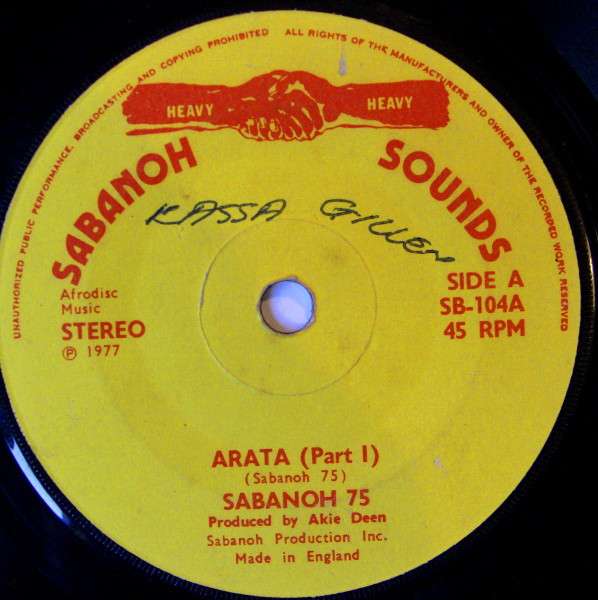 UNAUTHORIZED PUBLIC PERFORMANCE, BROADCASTING AND COPYING PROHIBITED ALL RIGHTS OF THE MANUFACTURERS AND OWNER OF THE RECORDED WORK RESERVED
HEAVY HEAVY
SABANOH SOUNDS
KASSA GILLEN
Afrodisc
Music
STEREO
℗ 1977
SIDE A
SB-104A
45 RPM
ARATA (Part I)
(Sabanoh 75)
SABANOH 75
Produced by Akie Deen
Sabanoh Production Inc.
Made in England